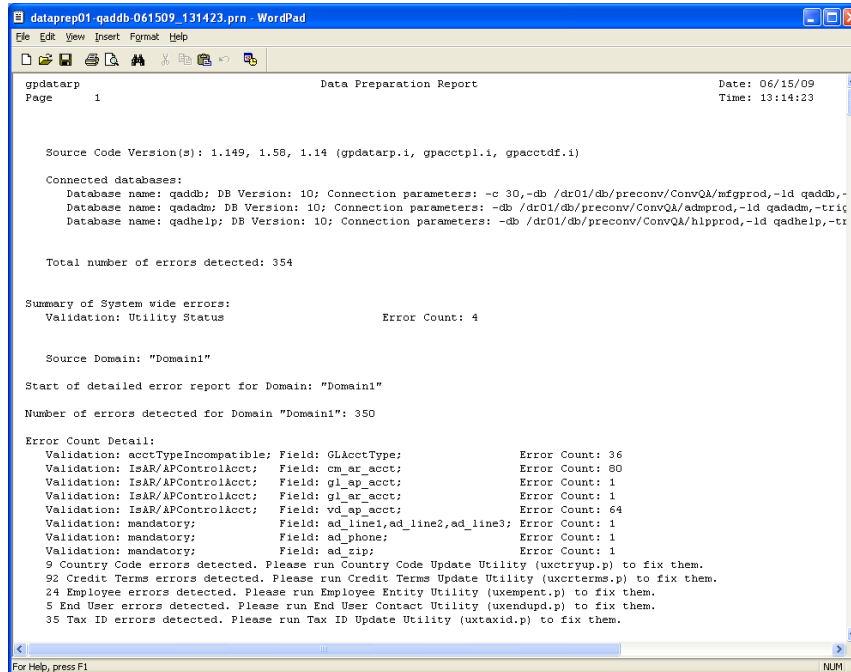 dataprep01-qaddb-061509_131423.prn - WordPad
File Edit View Insert Format Help
gpdatarp Data Preparation Report Date: 06/15/09
Page 1 Time: 13:14:23
Source Code Version(s): 1.149, 1.58, 1.14 (gpdatarp.i, gpacctpl.i, gpacctdf.i)
Connected databases:
Database name: qaddb; DB Version: 10; Connection parameters: -c 30,-db /dr01/db/preconv/ConvQA/mfgprod,-ld qaddb,-
Database name: qadadm; DB Version: 10; Connection parameters: -db /dr01/db/preconv/ConvQA/admprod,-ld qadadm,-trig
Database name: qadhelp; DB Version: 10; Connection parameters: -db /dr01/db/preconv/ConvQA/hlpprod,-ld qadhelp,-tr
Total number of errors detected: 354
Summary of System wide errors:
Validation: Utility Status Error Count: 4
Source Domain: "Domain1"
Start of detailed error report for Domain: "Domain1"
Number of errors detected for Domain "Domain1": 350
Error Count Detail:
Validation: acctTypeIncompatible; Field: GLAcctType; Error Count: 36
Validation: IsAR/APControlAcct; Field: cm_ar_acct; Error Count: 80
Validation: IsAR/APControlAcct; Field: gl_ap_acct; Error Count: 1
Validation: IsAR/APControlAcct; Field: gl_ar_acct; Error Count: 1
Validation: IsAR/APControlAcct; Field: vd_ap_acct; Error Count: 64
Validation: mandatory; Field: ad_line1,ad_line2,ad_line3; Error Count: 1
Validation: mandatory; Field: ad_phone; Error Count: 1
Validation: mandatory; Field: ad_zip; Error Count: 1
9 Country Code errors detected. Please run Country Code Update Utility (uxctryup.p) to fix them.
92 Credit Terms errors detected. Please run Credit Terms Update Utility (uxcrterms.p) to fix them.
24 Employee errors detected. Please run Employee Entity Utility (uxempent.p) to fix them.
5 End User errors detected. Please run End User Contact Utility (uxendupd.p) to fix them.
35 Tax ID errors detected. Please run Tax ID Update Utility (uxtaxid.p) to fix them.
For Help, press F1 NUM